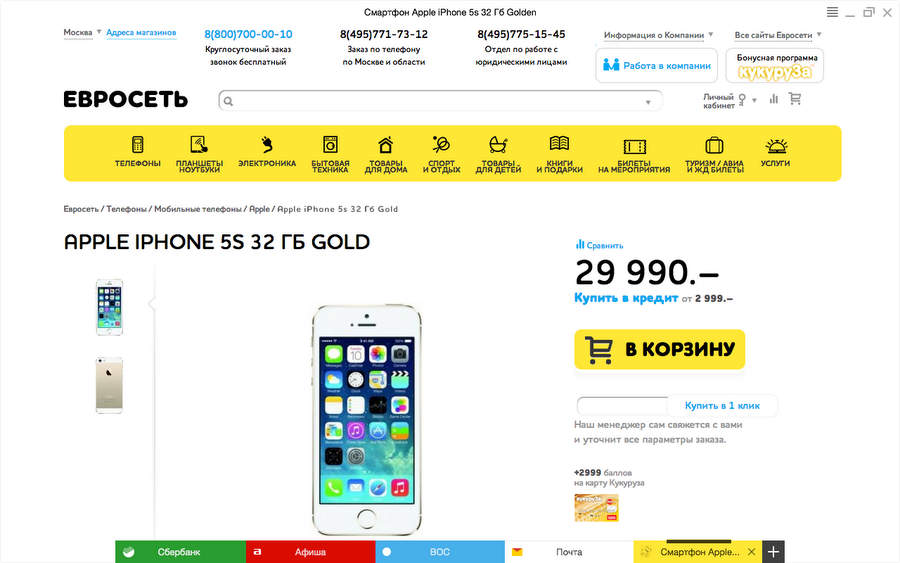 Смартфон Apple iPhone 5s 32 Гб Golden
Москва Адреса магазинов
8(800)700-00-10
Круглосуточный заказ
звонок бесплатный
8(495)771-73-12
Заказ по телефону
по Москве и области
8(495)775-15-45
Отдел по работе с
юридическими лицами
Информация о Компании
Все сайты Евросети
Работа в компании
Бонусная программа
кукуруза
ЕВРОСЕТЬ
Личный
кабинет
ТЕЛЕФОНЫ
ПЛАНШЕТЫ
НОУТБУКИ
ЭЛЕКТРОНИКА
БЫТОВАЯ
ТЕХНИКА
ТОВАРЫ
ДЛЯ ДОМА
СПОРТ
И ОТДЫХ
ТОВАРЫ
ДЛЯ ДЕТЕЙ
КНИГИ
И ПОДАРКИ
БИЛЕТЫ
НА МЕРОПРИЯТИЯ
ТУРИЗМ / АВИА
И ЖД БИЛЕТЫ
УСЛУГИ
Евросеть / Телефоны / Мобильные телефоны / Apple / Apple iPhone 5s 32 Гб Gold
APPLE IPHONE 5S 32 ГБ GOLD
Сравнить
29 990.—
Купить в кредит от 2 999.—
В КОРЗИНУ
Купить в 1 клик
Наш менеджер сам свяжется с вами
и уточнит все параметры заказа.
+2999 баллов
на карту Кукуруза
Сбербанк
Афиша
ВОС
Почта
Смартфон Apple...